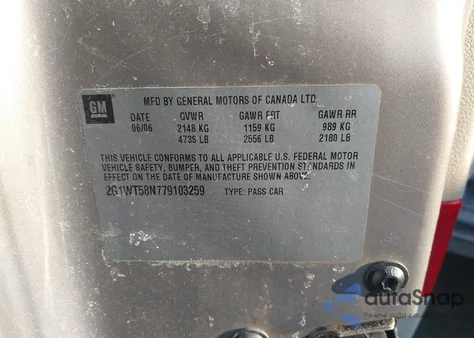 GM
MFD BY GENERAL MOTORS OF CANADA LTD
DATE GVWR GAWR FRT GAWR RR
06/06 2148 KG 1159 KG 989 KG
4735 LB 2556 LB 2180 LB
THIS VEHICLE CONFORMS TO ALL APPLICABLE U.S. FEDERAL MOTOR
VEHICLE SAFETY, BUMPER, AND THEFT PREVENTION STANDARDS IN
EFFECT ON THE DATE OF MANUFACTURE SHOWN ABOVE.
2G1WT58N779103259 TYPE: PASS CAR
autoSnap